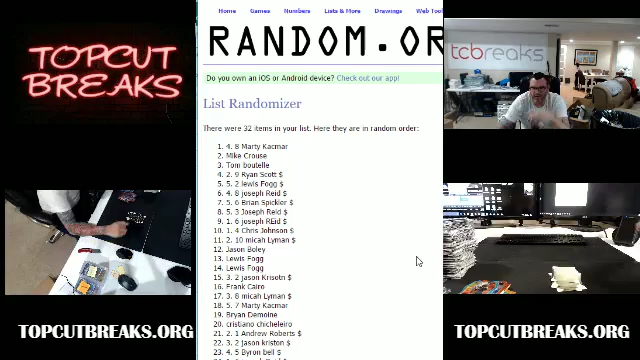 TOPCUT
BREAKS
Home Games Numbers Lists & More Drawings Web Tool
RANDOM.OR
Do you own an iOS or Android device? Check out our app!
List Randomizer
There were 32 items in your list. Here they are in random order:
1. 4. 8 Marty Kacmar
2. Mike Crouse
3. Tom boutelle
4. 2. 9 Ryan Scott $
5. 5. 2 lewis Fogg $
6. 4. 8 joseph Reid $
7. 5. 6 Brian Spickler $
8. 5. 3 Joseph Reid $
9. 1. 6 joseph REid $
10. 1. 4 Chris Johnson $
11. 2. 10 micah Lyman $
12. Jason Boley
13. Lewis Fogg
14. Lewis Fogg
15. 3. 2 jason Krisotn $
16. Frank Cairo
17. 3. 8 micah Lyman $
18. 5. 7 Marty Kacmar
19. Bryan Demoine
20. cristiano chicheleiro
21. 2. 1 Andrew Roberts $
22. 3. 2 jason kriston $
23. 4. 5 Byron bell $
tcbreaks
TOPCUTBREAKS.ORG
TOPCUTBREAKS.ORG